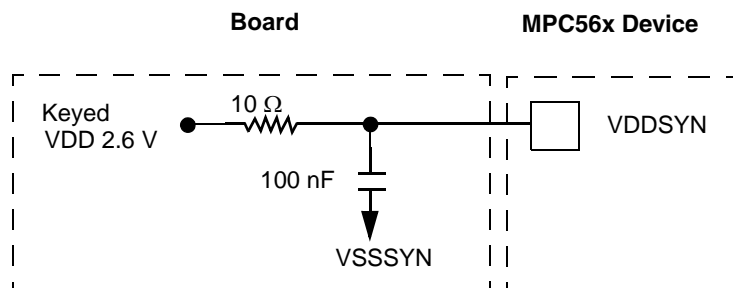 Board
MPC56x Device
Keyed
VDD 2.6 V
10 Ω
100 nF
VSSSYN
VDDSYN